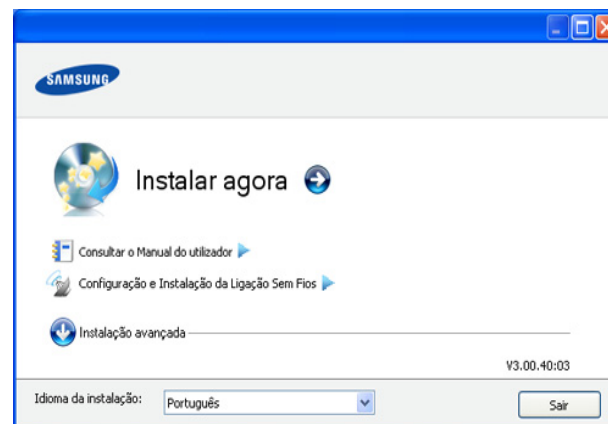 SAMSUNG
Instalar agora
Consultar o Manual do utilizador
Configuração e Instalação da Ligação Sem Fios
Instalação avançada
V3.00.40:03
Idioma da instalação: Português Sair